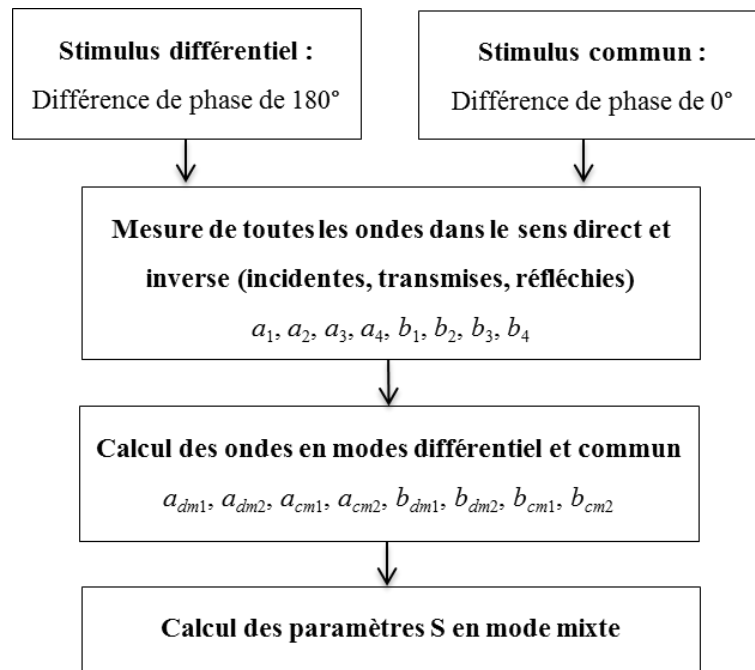 Stimulus différentiel :
Différence de phase de 180°
Stimulus commun :
Différence de phase de 0°
Mesure de toutes les ondes dans le sens direct et
inverse (incidentes, transmises, réfléchies)
a1, a2, a3, a4, b1, b2, b3, b4
Calcul des ondes en modes différentiel et commun
adm1, adm2, acm1, acm2, bdm1, bdm2, bcm1, bcm2
Calcul des paramètres S en mode mixte